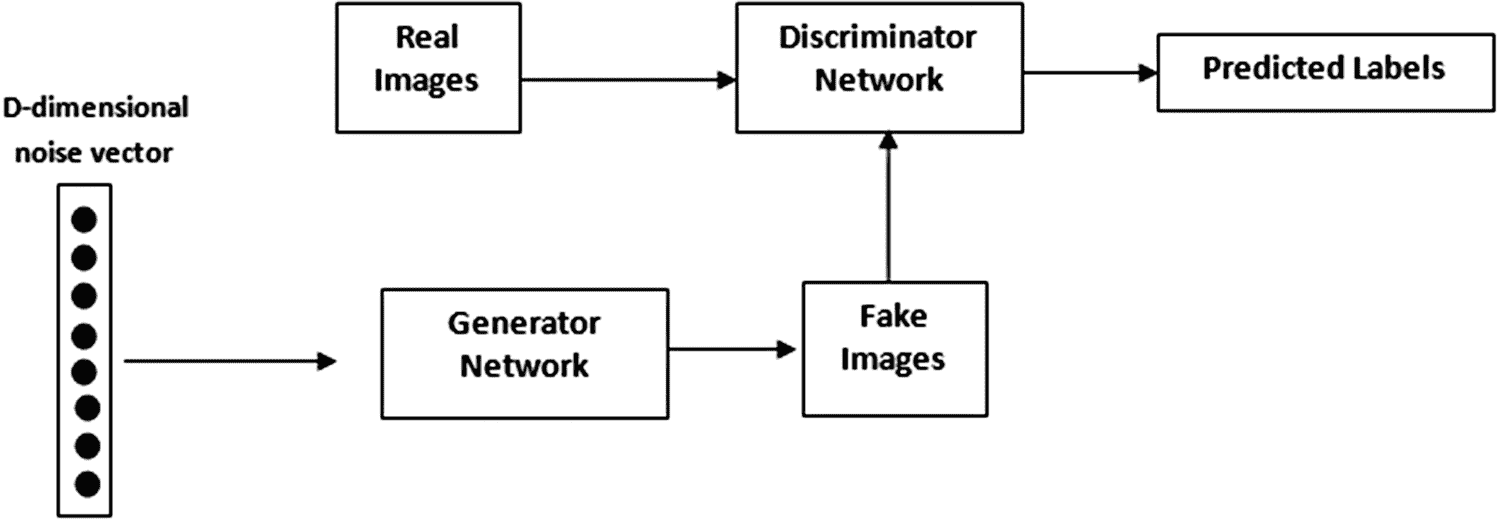 Real
Images
Discriminator
Network
Predicted Labels
D-dimensional
noise vector
Generator
Network
Fake
Images